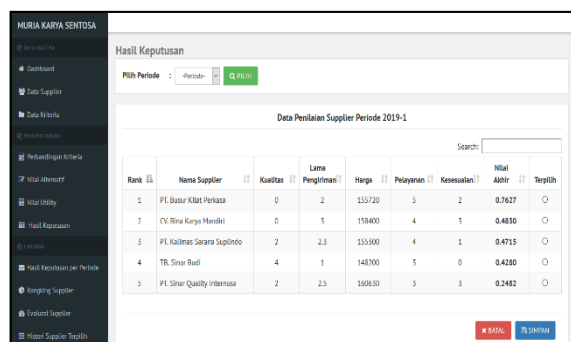 MURIA KARYA SENTOSA
DATA MASTER
Dashboard
Data Supplier
Data Kriteria
Perbandingan Kriteria
Nilai Alternatif
Nilai Utility
Hasil Keputusan
LAPORAN
Hasil Keputusan per Periode
Rangking Supplier
Evaluasi Supplier
Histori Supplier Terpilih
Hasil Keputusan
Pilih Periode : -Periode- PILIH
Data Penilaian Supplier Periode 2019-1
Search:
Rank Nama Supplier Kualitas Lama Pengiriman Harga Pelayanan Kesesuaian Nilai Akhir Terpilih
1 PT. Busur Kilat Perkasa 0 2 155720 5 2 0.7627
2 CV. Bina Karya Mandiri 0 3 158400 4 3 0.4830
3 PT. Kalimas Sarana Suplindo 2 2.3 155300 4 1 0.4715
4 TB. Sinar Budi 4 1 148200 3 0 0.4280
5 PT. Sinar Quality Internusa 2 2.5 160630 3 3 0.2482
BATAL SIMPAN